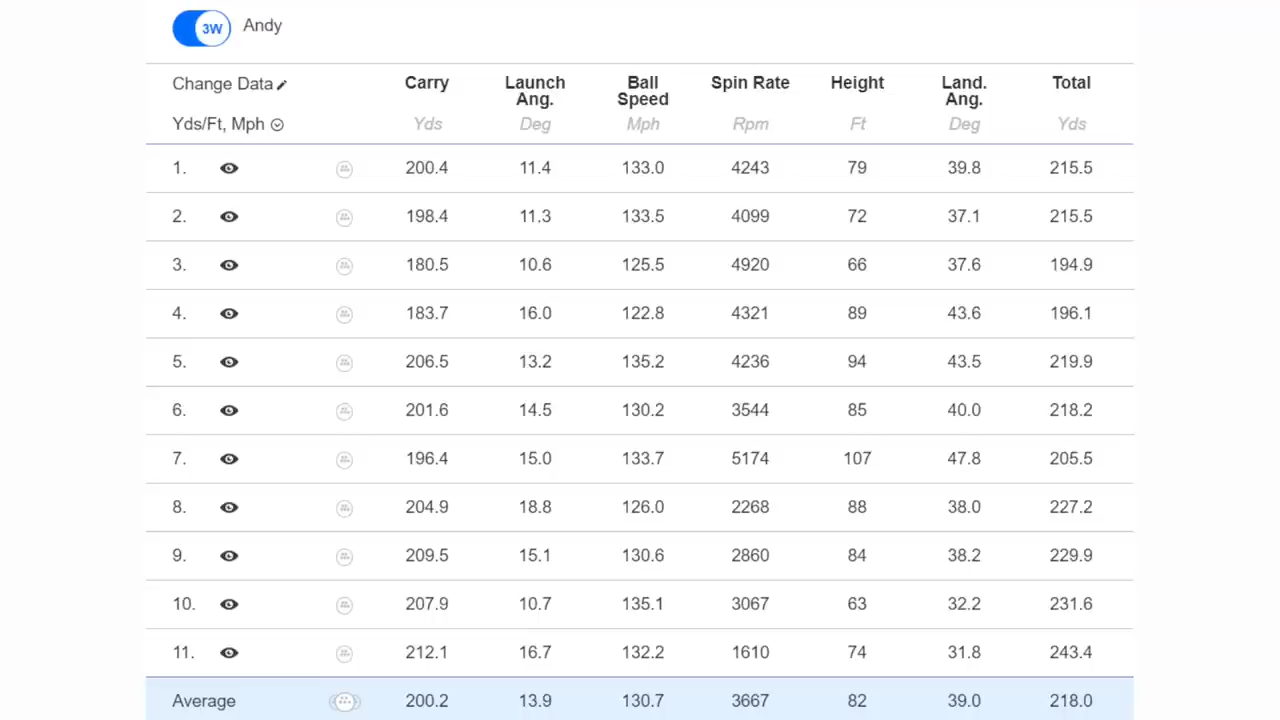 3W Andy
Change Data Carry Launch Ang. Ball Speed Spin Rate Height Land. Ang. Total
Yds/Ft, Mph Yds Deg Mph Rpm Ft Deg Yds
1. 200.4 11.4 133.0 4243 79 39.8 215.5
2. 198.4 11.3 133.5 4099 72 37.1 215.5
3. 180.5 10.6 125.5 4920 66 37.6 194.9
4. 183.7 16.0 122.8 4321 89 43.6 196.1
5. 206.5 13.2 135.2 4236 94 43.5 219.9
6. 201.6 14.5 130.2 3544 85 40.0 218.2
7. 196.4 15.0 133.7 5174 107 47.8 205.5
8. 204.9 18.8 126.0 2268 88 38.0 227.2
9. 209.5 15.1 130.6 2860 84 38.2 229.9
10. 207.9 10.7 135.1 3067 63 32.2 231.6
11. 212.1 16.7 132.2 1610 74 31.8 243.4
Average 200.2 13.9 130.7 3667 82 39.0 218.0